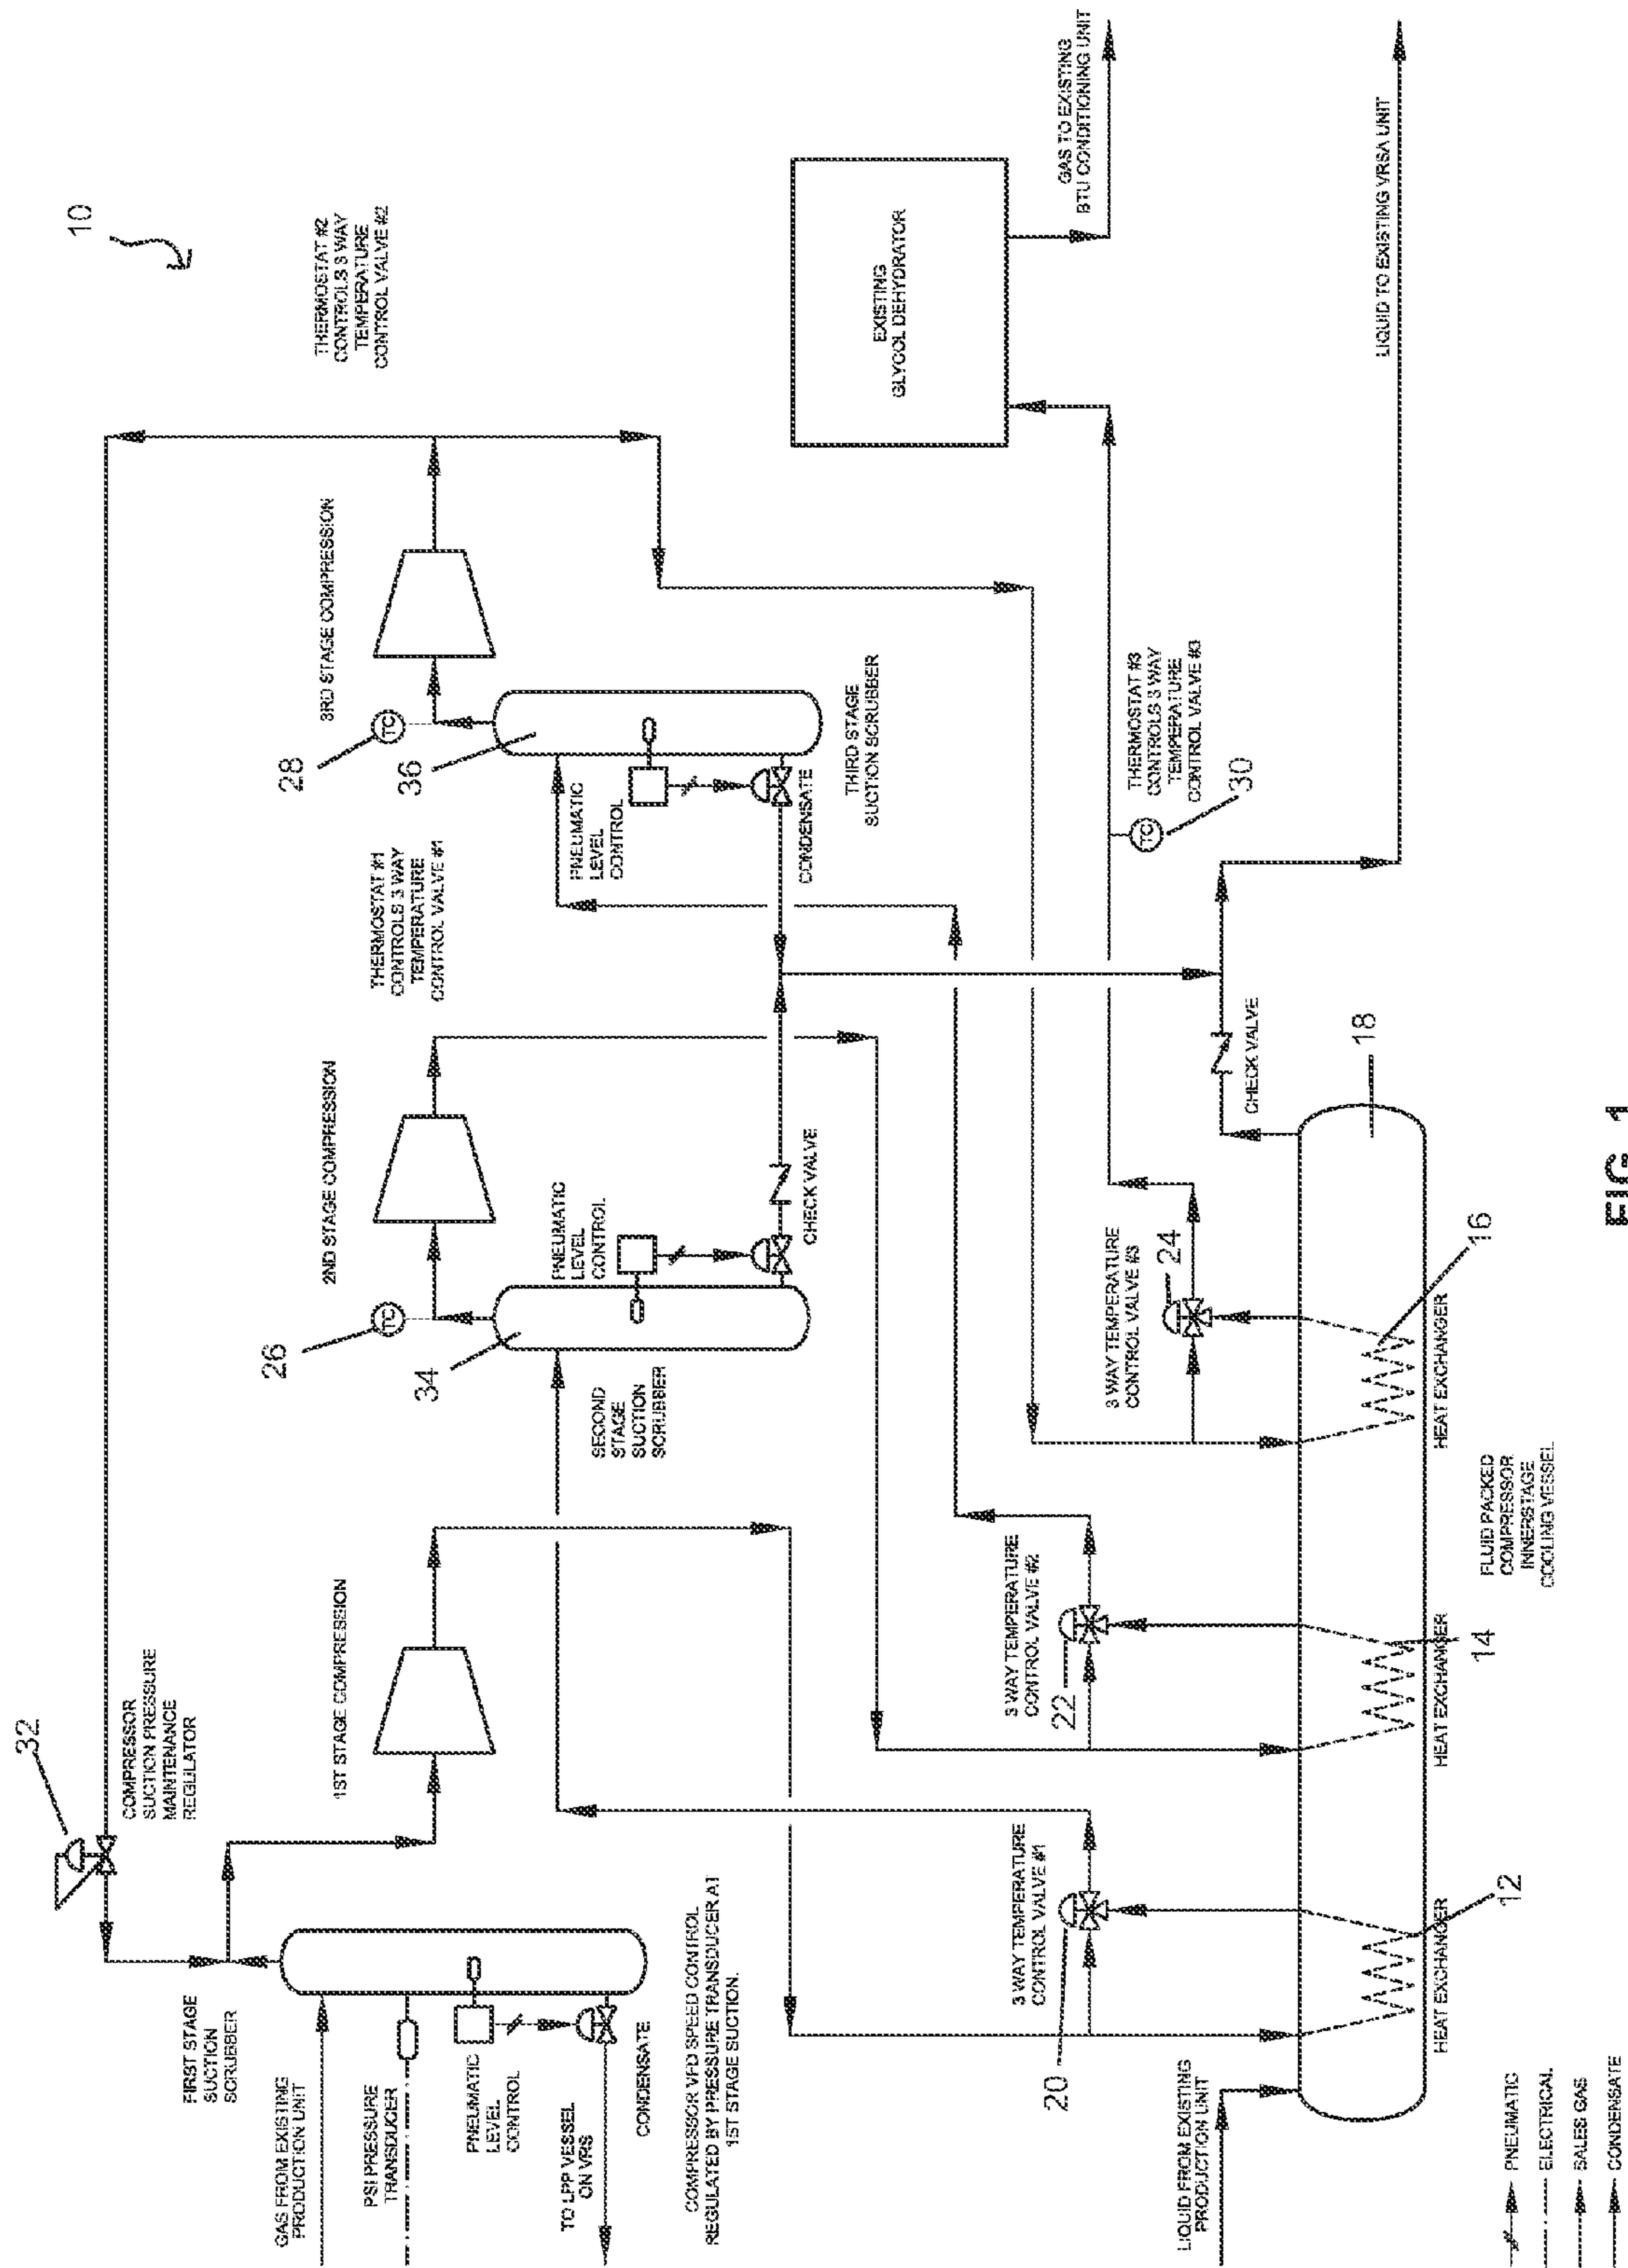 10
32
COMPRESSOR
SUCTION PRESSURE
MAINTENANCE
REGULATOR
FIRST STAGE
SUCTION
SCRUBBER
GAS FROM EXISTING
PRODUCTION UNIT
PSI PRESSURE
TRANSDUCER
PNEUMATIC
LEVEL
CONTROL
TO LPP VESSEL
ON VRS
CONDENSATE
COMPRESSOR VFD SPEED CONTROL
REGULATED BY PRESSURE TRANSDUCER AT
1ST STAGE SUCTION.
1ST STAGE COMPRESSION
26
TC
34
SECOND
STAGE
SUCTION
SCRUBBER
2ND STAGE COMPRESSION
PNEUMATIC
LEVEL
CONTROL
CHECK VALVE
THERMOSTAT #1
CONTROLS 3 WAY
TEMPERATURE
CONTROL VALVE #1
28
TC
36
3RD STAGE COMPRESSION
PNEUMATIC
LEVEL
CONTROL
CONDENSATE
THIRD STAGE
SUCTION SCRUBBER
THERMOSTAT #2
CONTROLS 3 WAY
TEMPERATURE
CONTROL VALVE #2
EXISTING
GLYCOL DEHYDRATOR
GAS TO EXISTING
BTU CONDITIONING UNIT
THERMOSTAT #3
CONTROLS 3 WAY
TEMPERATURE
CONTROL VALVE #3
TC
30
LIQUID TO EXISTING VRSA UNIT
3 WAY TEMPERATURE
CONTROL VALVE #1
20
3 WAY TEMPERATURE
CONTROL VALVE #2
22
3 WAY TEMPERATURE
CONTROL VALVE #3
24
CHECK VALVE
18
LIQUID FROM EXISTING
PRODUCTION UNIT
HEAT EXCHANGER
12
HEAT EXCHANGER
14
HEAT EXCHANGER
16
FLUID PACKED
COMPRESSOR
INNERSTAGE
COOLING VESSEL
PNEUMATIC
ELECTRICAL
SALES GAS
CONDENSATE
FIG. 1